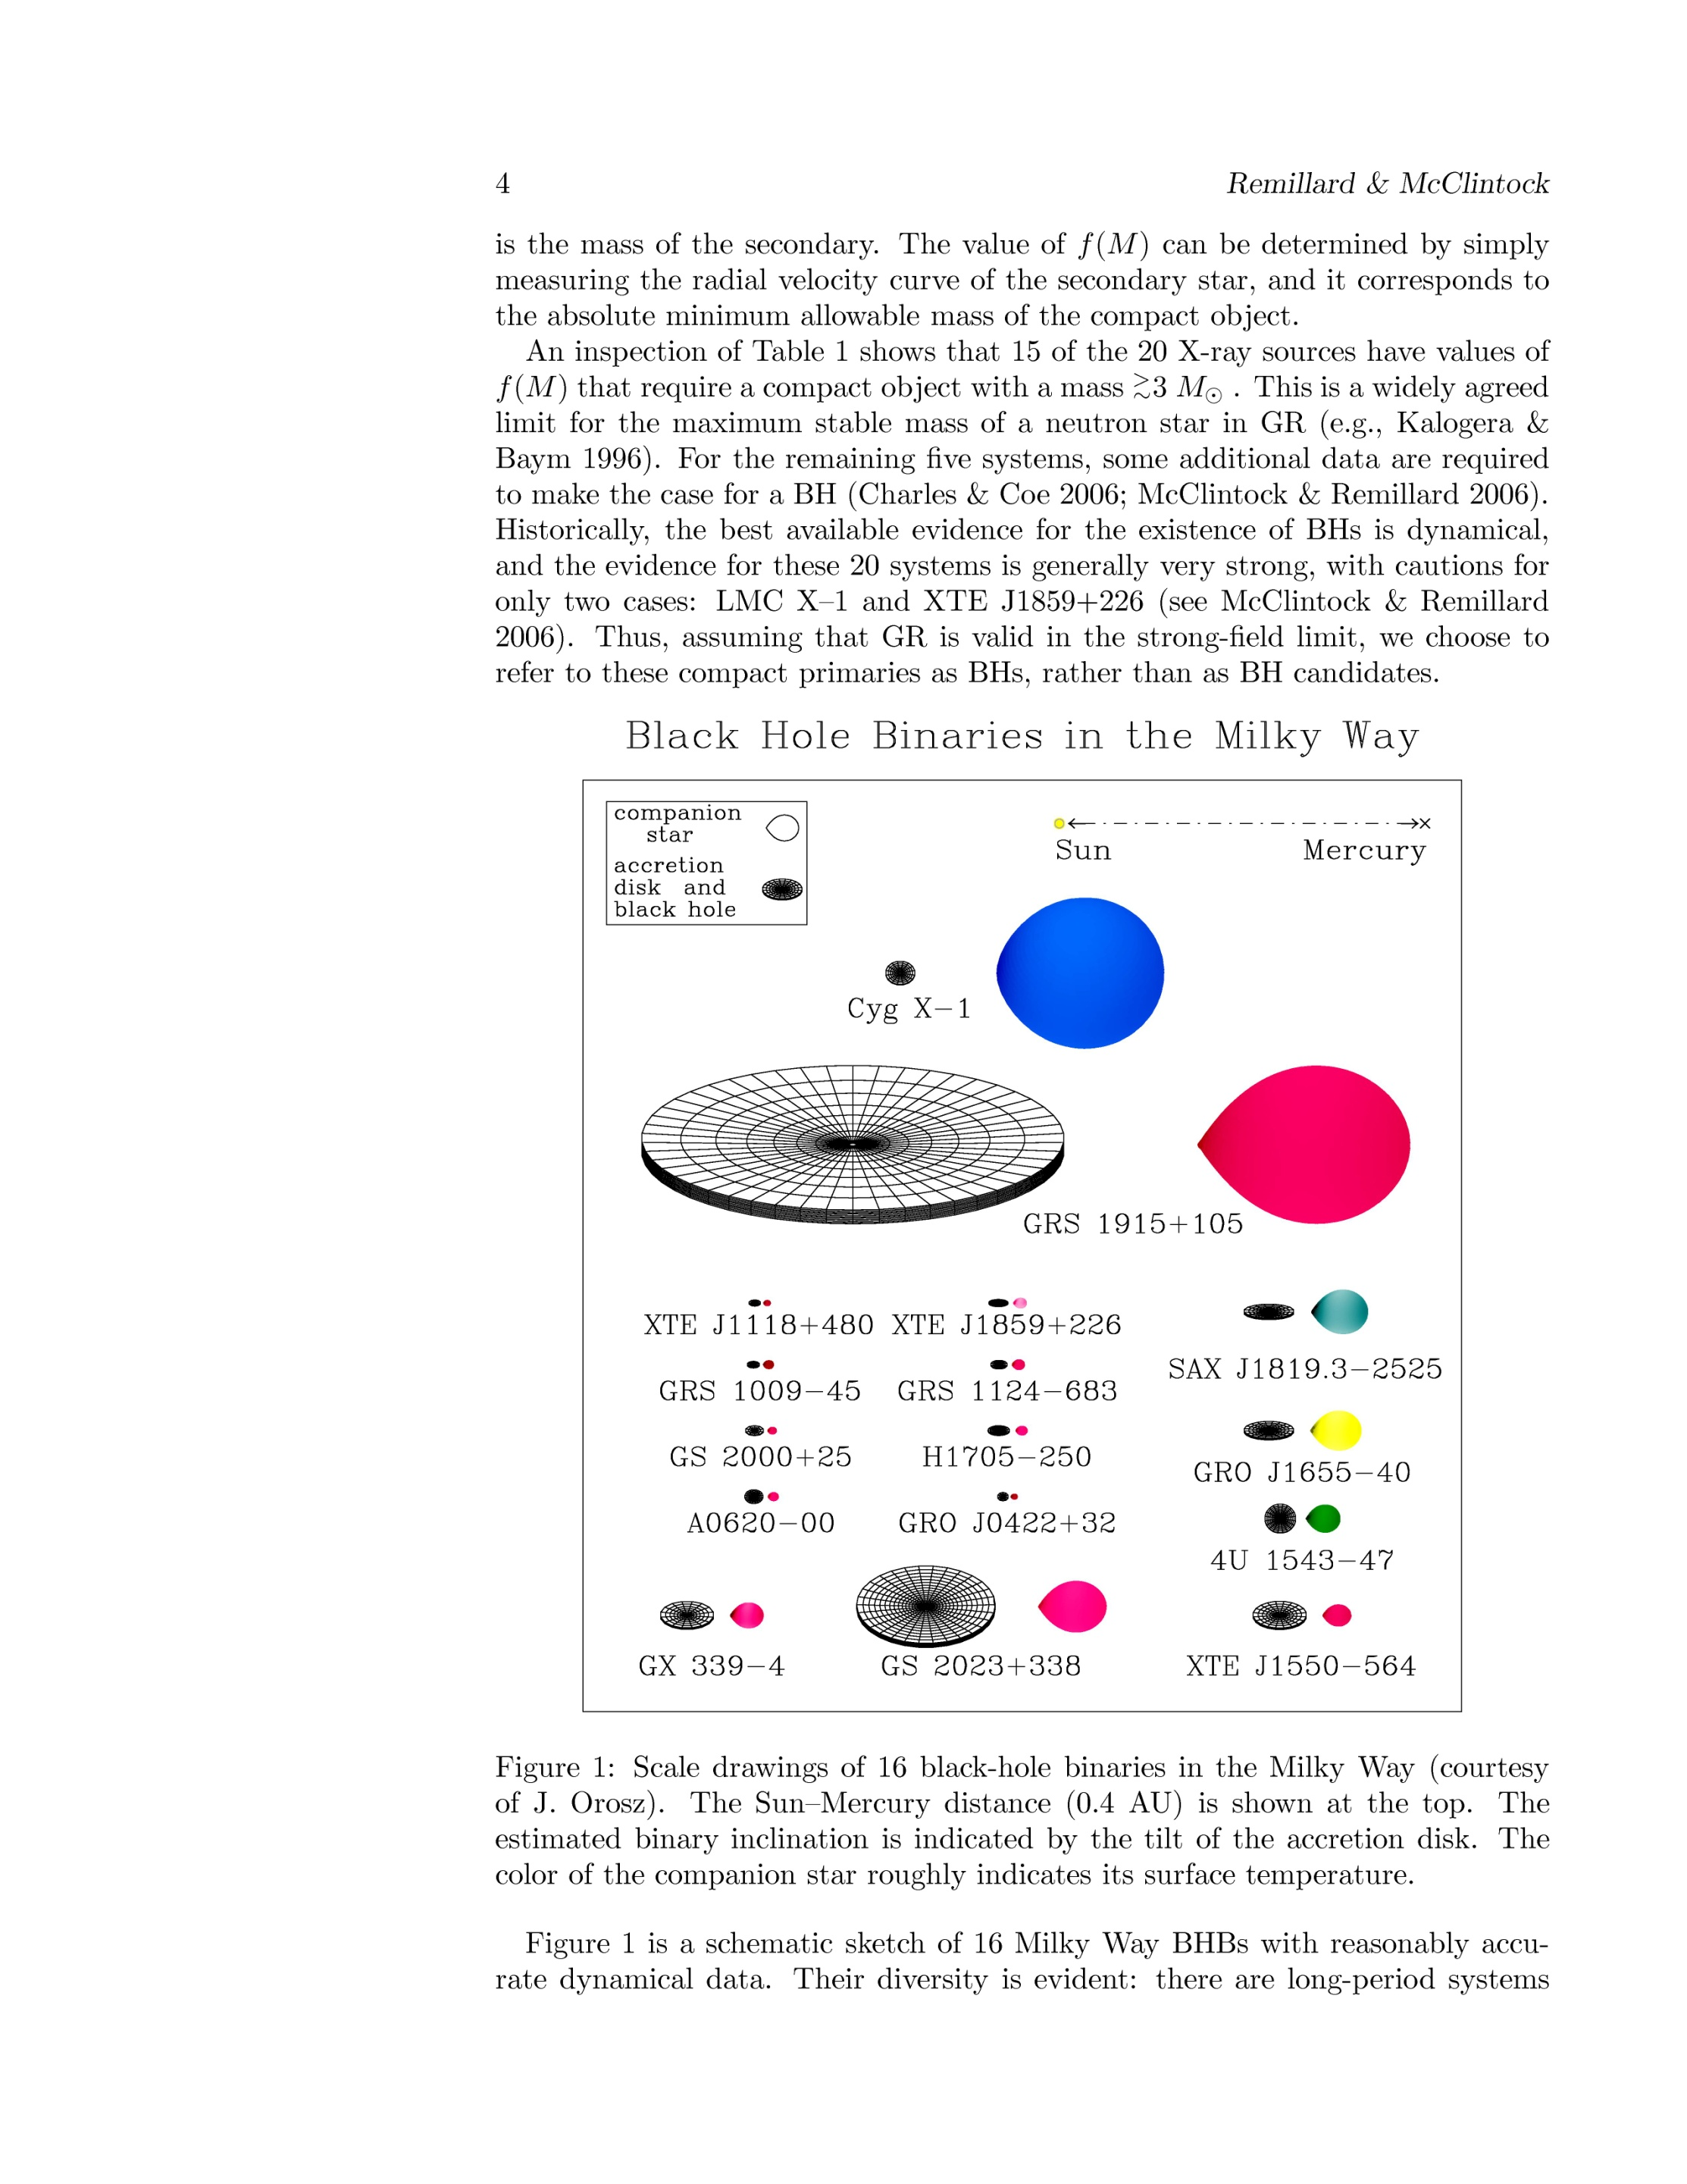 4 Remillard & McClintock
is the mass of the secondary. The value of f(M) can be determined by simply
measuring the radial velocity curve of the secondary star, and it corresponds to
the absolute minimum allowable mass of the compact object.
An inspection of Table 1 shows that 15 of the 20 X-ray sources have values of
f(M) that require a compact object with a mass ≳3 M⊙ . This is a widely agreed
limit for the maximum stable mass of a neutron star in GR (e.g., Kalogera &
Baym 1996). For the remaining five systems, some additional data are required
to make the case for a BH (Charles & Coe 2006; McClintock & Remillard 2006).
Historically, the best available evidence for the existence of BHs is dynamical,
and the evidence for these 20 systems is generally very strong, with cautions for
only two cases: LMC X–1 and XTE J1859+226 (see McClintock & Remillard
2006). Thus, assuming that GR is valid in the strong-field limit, we choose to
refer to these compact primaries as BHs, rather than as BH candidates.
Black Hole Binaries in the Milky Way
companion
star
accretion
disk and
black hole
Sun Mercury
Cyg X−1
GRS 1915+105
XTE J1118+480 XTE J1859+226
SAX J1819.3−2525
GRS 1009−45 GRS 1124−683
GS 2000+25 H1705−250
GRO J1655−40
A0620−00 GRO J0422+32
4U 1543−47
GX 339−4 GS 2023+338 XTE J1550−564
Figure 1: Scale drawings of 16 black-hole binaries in the Milky Way (courtesy
of J. Orosz). The Sun–Mercury distance (0.4 AU) is shown at the top. The
estimated binary inclination is indicated by the tilt of the accretion disk. The
color of the companion star roughly indicates its surface temperature.
Figure 1 is a schematic sketch of 16 Milky Way BHBs with reasonably accu-
rate dynamical data. Their diversity is evident: there are long-period systems